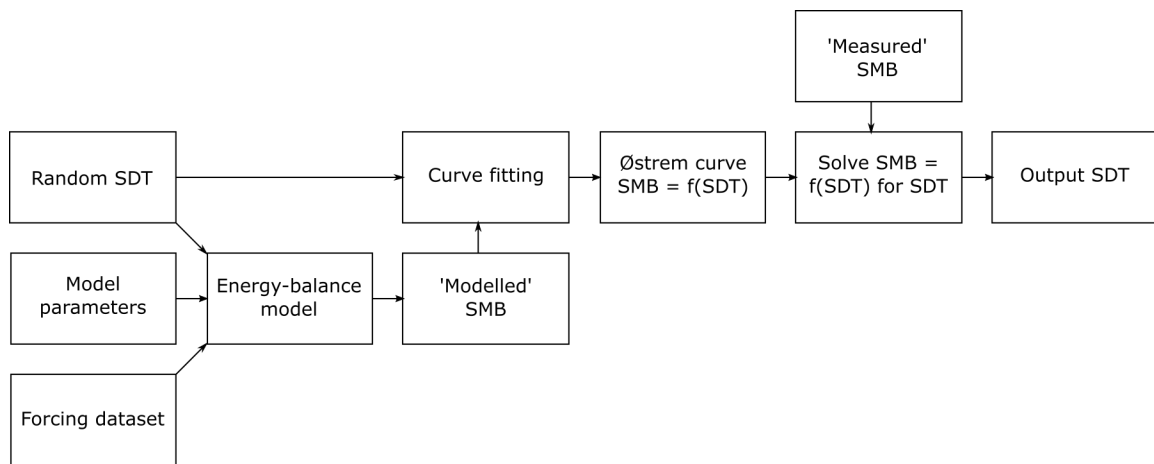 'Measured'
SMB
Random SDT
Curve fitting
Østrem curve
SMB = f(SDT)
Solve SMB =
f(SDT) for SDT
Output SDT
Model
parameters
Energy-balance
model
'Modelled'
SMB
Forcing dataset